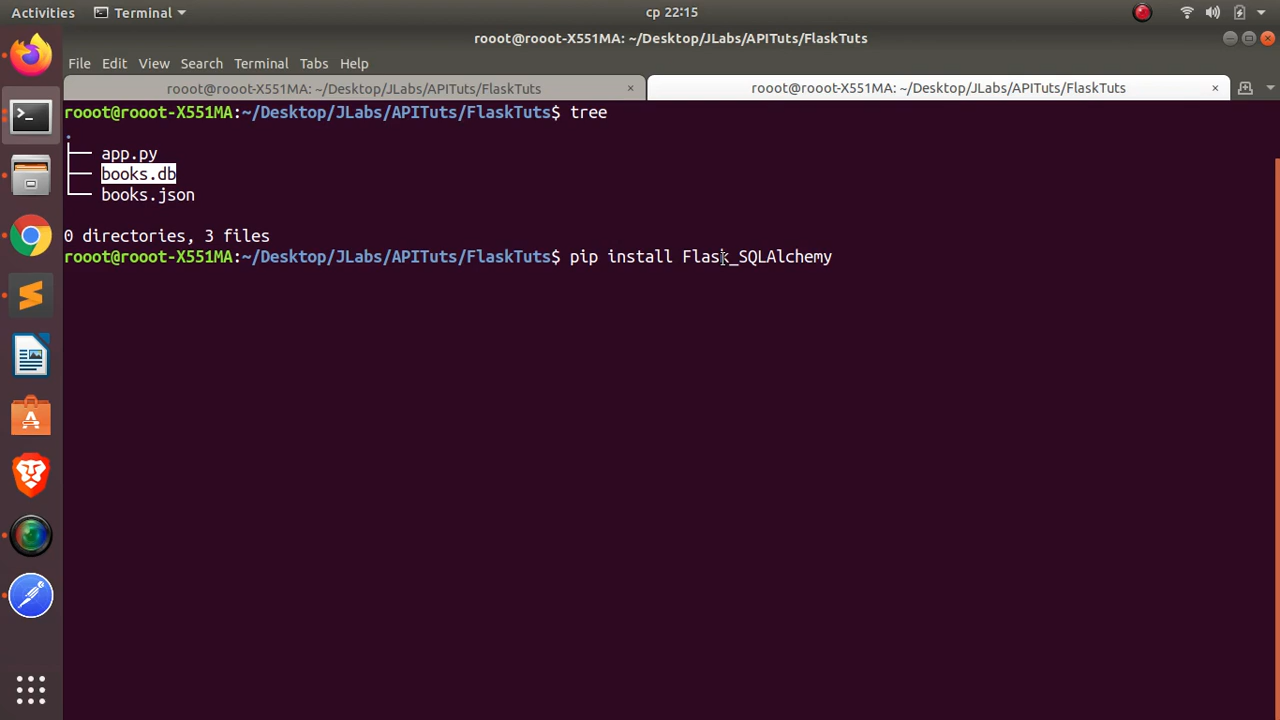 Activities Terminal ср 22:15
rooot@rooot-X551MA: ~/Desktop/JLabs/APITuts/FlaskTuts
File Edit View Search Terminal Tabs Help
rooot@rooot-X551MA: ~/Desktop/JLabs/APITuts/FlaskTuts × rooot@rooot-X551MA: ~/Desktop/JLabs/APITuts/FlaskTuts ×
rooot@rooot-X551MA:~/Desktop/JLabs/APITuts/FlaskTuts$ tree
.
├── app.py
├── books.db
└── books.json
0 directories, 3 files
rooot@rooot-X551MA:~/Desktop/JLabs/APITuts/FlaskTuts$ pip install Flask_SQLAlchemy